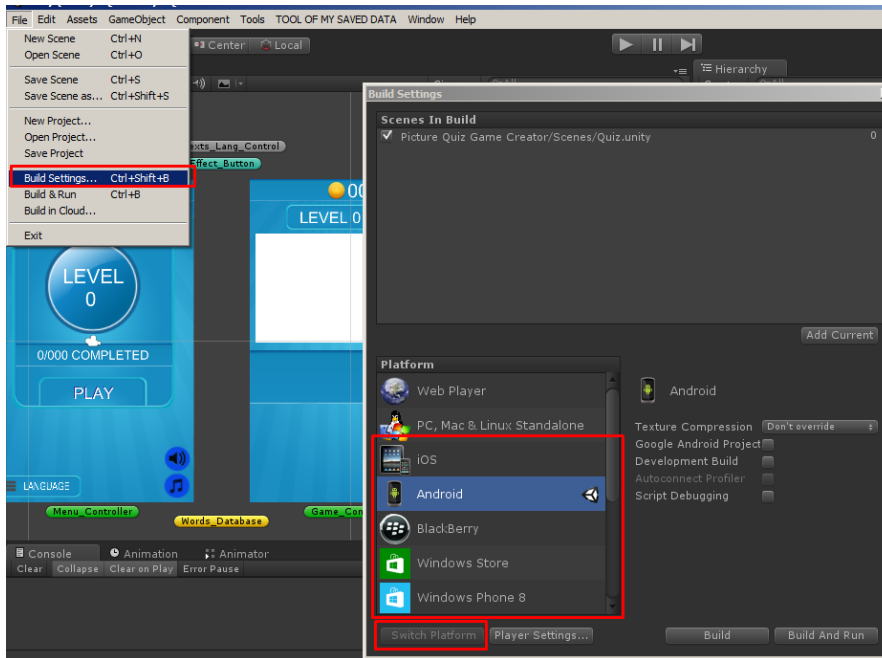 File Edit Assets GameObject Component Tools TOOL OF MY SAVED DATA Window Help
New Scene Ctrl+N
Open Scene Ctrl+O
Save Scene Ctrl+S
Save Scene as... Ctrl+Shift+S
New Project...
Open Project...
Save Project
Build Settings... Ctrl+Shift+B
Build & Run Ctrl+B
Build in Cloud...
Exit
Center Local
Hierarchy
exts_Lang_Control
Effect_Button
LEVEL 0
LEVEL
0
0/000 COMPLETED
PLAY
LANGUAGE
Menu_Controller
Words_Database
Game_Con
Console Animation Animator
Clear Collapse Clear on Play Error Pause
Build Settings
Scenes In Build
Picture Quiz Game Creator/Scenes/Quiz.unity 0
Add Current
Platform
Web Player
PC, Mac & Linux Standalone
iOS
Android
BlackBerry
Windows Store
Windows Phone 8
Android
Texture Compression Don't override
Google Android Project
Development Build
Autoconnect Profiler
Script Debugging
Switch Platform Player Settings... Build Build And Run